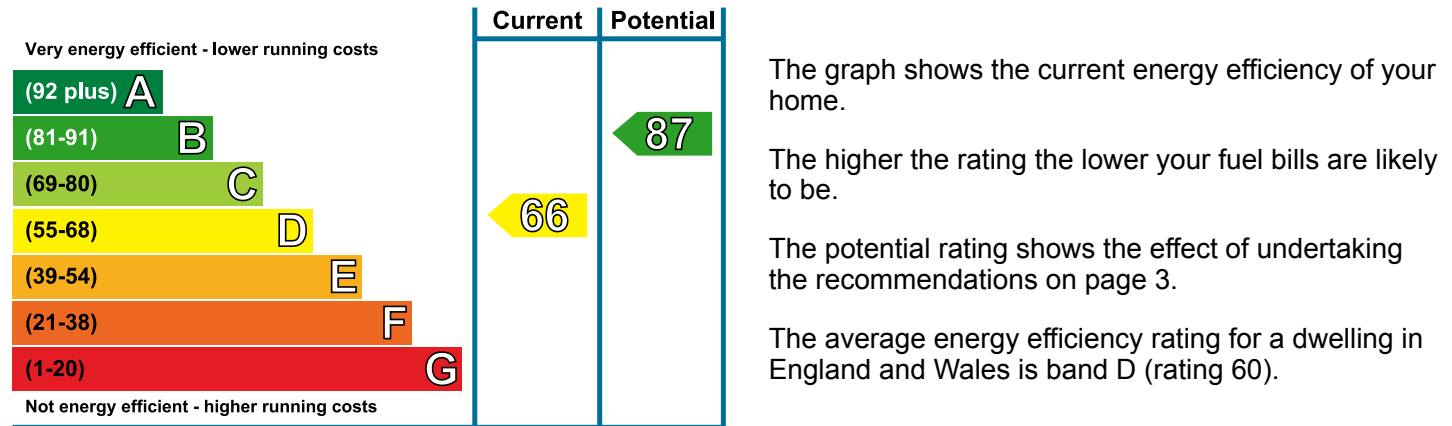 Current Potential
Very energy efficient - lower running costs
(92 plus) A
(81-91) B
87
(69-80) C
66
(55-68) D
(39-54) E
(21-38) F
(1-20) G
Not energy efficient - higher running costs
The graph shows the current energy efficiency of your
home.
The higher the rating the lower your fuel bills are likely
to be.
The potential rating shows the effect of undertaking
the recommendations on page 3.
The average energy efficiency rating for a dwelling in
England and Wales is band D (rating 60).